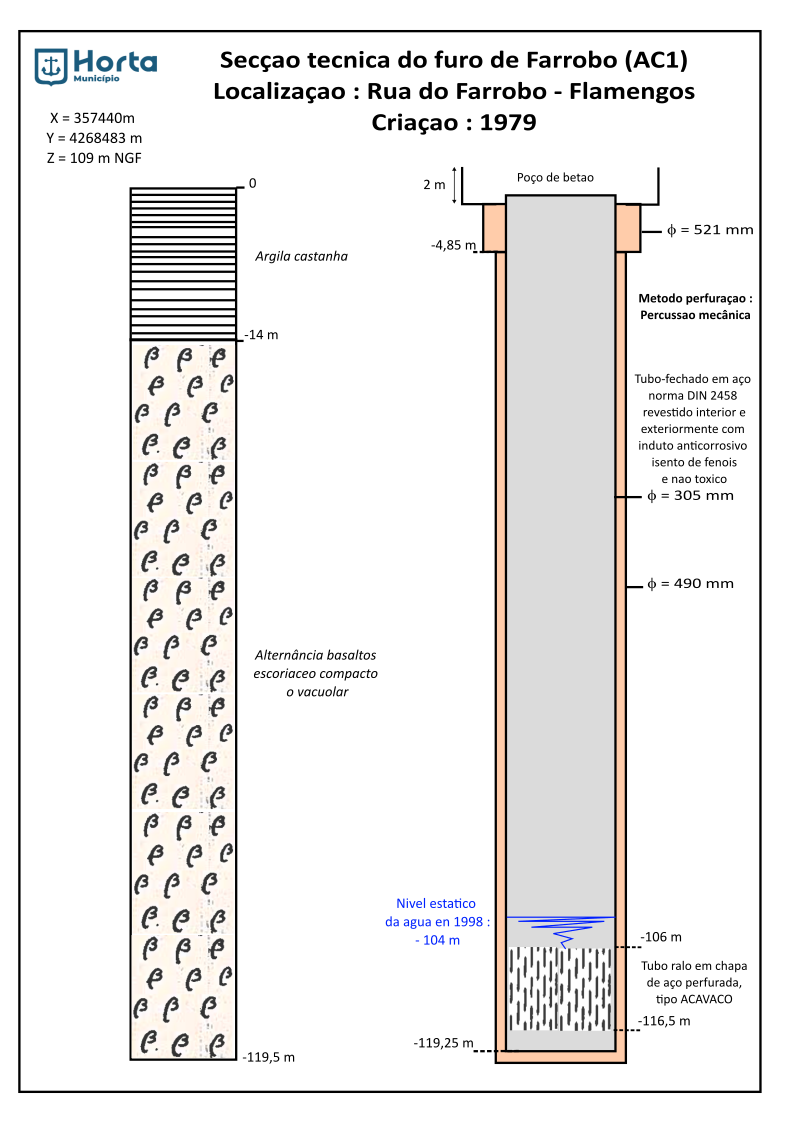 Horta
Município
Secçao tecnica do furo de Farrobo (AC1)
Localizaçao : Rua do Farrobo - Flamengos
Criaçao : 1979
X = 357440m
Y = 4268483 m
Z = 109 m NGF
0
Argila castanha
-14 m
Alternância basaltos
escoriaceo compacto
o vacuolar
-119,5 m
2 m
Poço de betao
ϕ = 521 mm
-4,85 m
Metodo perfuraçao :
Percussao mecânica
Tubo-fechado em aço
norma DIN 2458
revestido interior e
exteriormente com
induto anticorrosivo
isento de fenois
e nao toxico
ϕ = 305 mm
ϕ = 490 mm
Nivel estatico
da agua en 1998 :
- 104 m
-106 m
Tubo ralo em chapa
de aço perfurada,
tipo ACAVACO
-116,5 m
-119,25 m
β β β
β β β
β β β
β. β β
β β β
β β β
β β β
β. β β
β β β
β β β
β β β
β. β β
β β β
β β β
β β β
β. β β
β β β
β β β
β β β
β. β β
β β β
β β β
β β β
β. β β